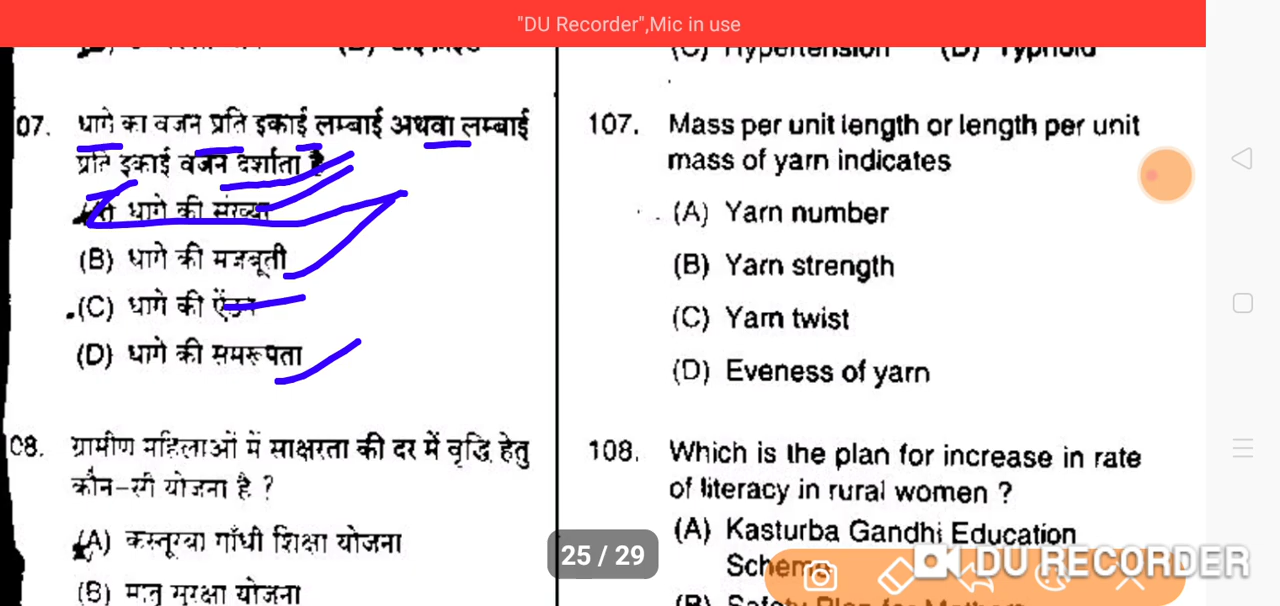 "DU Recorder",Mic in use
(C) Hypertension (D) Typhoid
07. धागे का वजन प्रति इकाई लम्बाई अथवा लम्बाई
प्रति इकाई वजन दर्शाता है
(A) धागे की संख्या
(B) धागे की मजबूती
(C) धागे की ऐंठन
(D) धागे की समरूपता
08. ग्रामीण महिलाओं में साक्षरता की दर में वृद्धि हेतु
कौन-सी योजना है ?
(A) कस्तूरबा गाँधी शिक्षा योजना
(B) मातृ सुरक्षा योजना
107. Mass per unit length or length per unit
mass of yarn indicates
(A) Yarn number
(B) Yarn strength
(C) Yarn twist
(D) Eveness of yarn
108. Which is the plan for increase in rate
of literacy in rural women ?
(A) Kasturba Gandhi Education
Scheme
(B) Safety Plan for Mothers
25 / 29
DU RECORDER